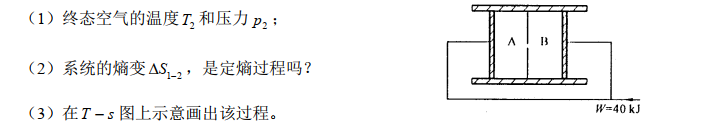 (1)终态空气的温度T₂和压力p₂;
(2)系统的熵变ΔS₁₋₂,是定熵过程吗?
(3)在T−s图上示意画出该过程。
A B
W=40 kJ